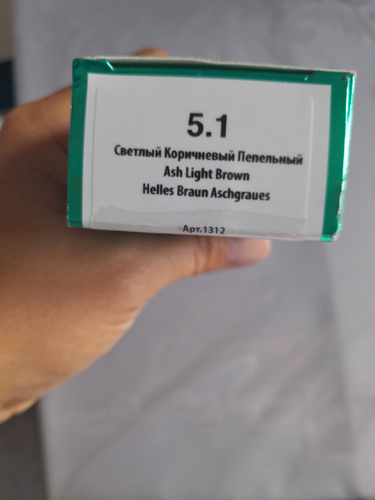 5.1
Светлый Коричневый Пепельный
Ash Light Brown
Helles Braun Aschgraues
Арт.1312